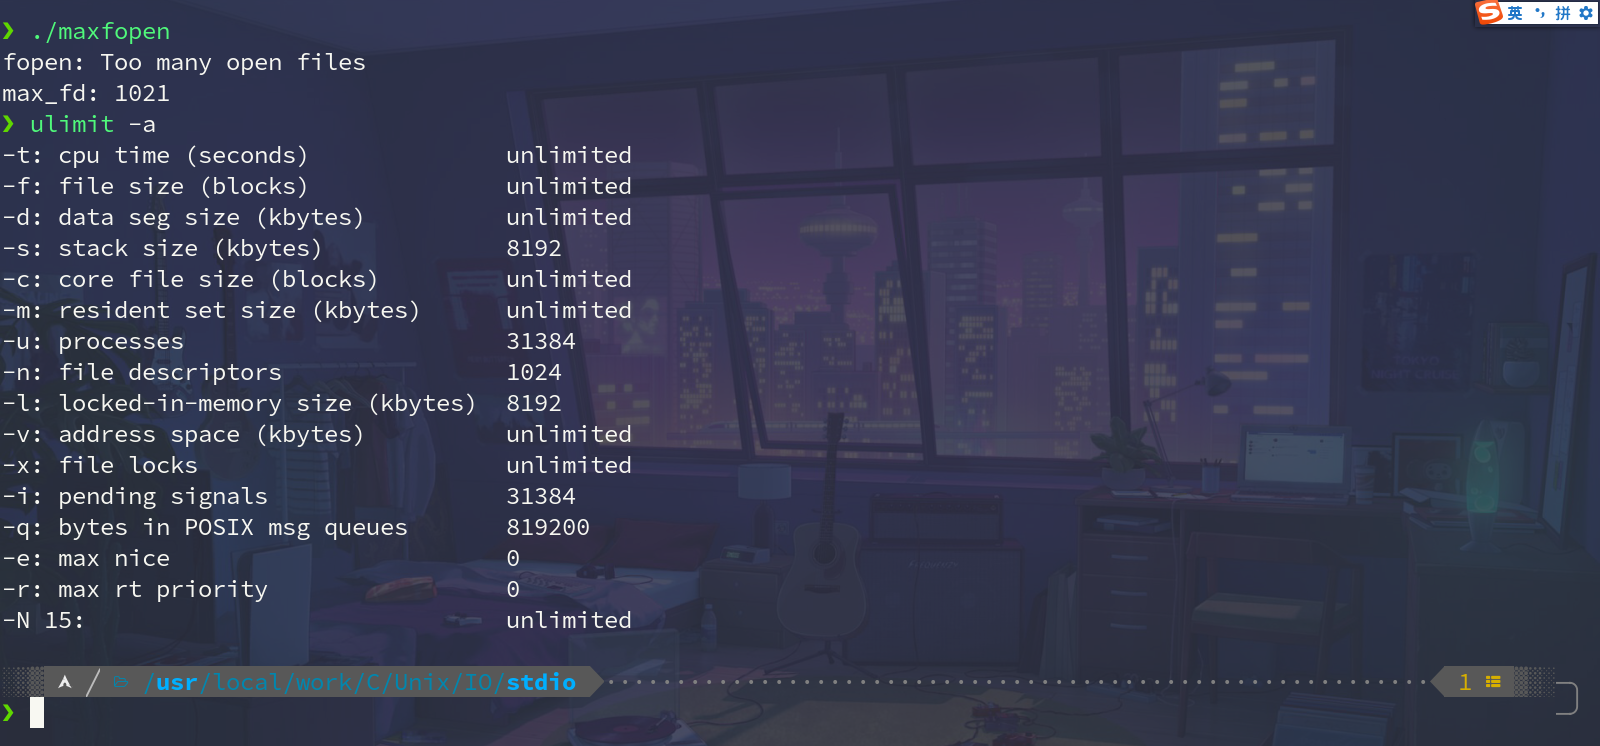 英 •, 拼
❯ ./maxfopen
fopen: Too many open files
max_fd: 1021
❯ ulimit -a
-t: cpu time (seconds) unlimited
-f: file size (blocks) unlimited
-d: data seg size (kbytes) unlimited
-s: stack size (kbytes) 8192
-c: core file size (blocks) unlimited
-m: resident set size (kbytes) unlimited
-u: processes 31384
-n: file descriptors 1024
-l: locked-in-memory size (kbytes) 8192
-v: address space (kbytes) unlimited
-x: file locks unlimited
-i: pending signals 31384
-q: bytes in POSIX msg queues 819200
-e: max nice 0
-r: max rt priority 0
-N 15: unlimited
/usr/local/work/C/Unix/IO/stdio 1
❯